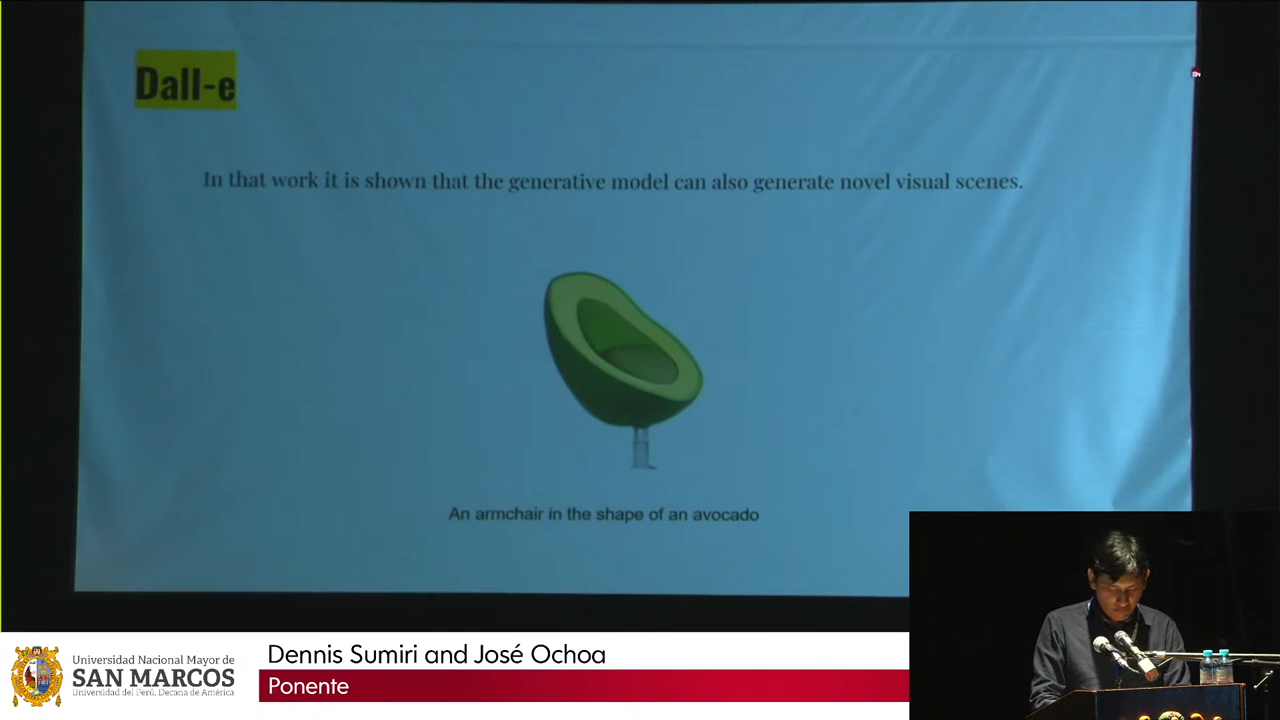 Dall-e
In that work it is shown that the generative model can also generate novel visual scenes.
An armchair in the shape of an avocado
Universidad Nacional Mayor de
SAN MARCOS
Universidad del Perú. Decana de América
Dennis Sumiri and José Ochoa
Ponente